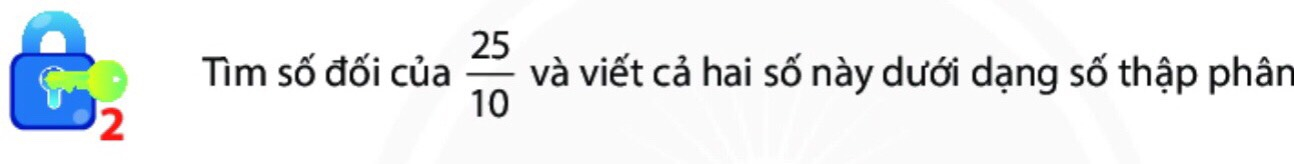 Tìm số đối của 25/10 và viết cả hai số này dưới dạng số thập phân
2